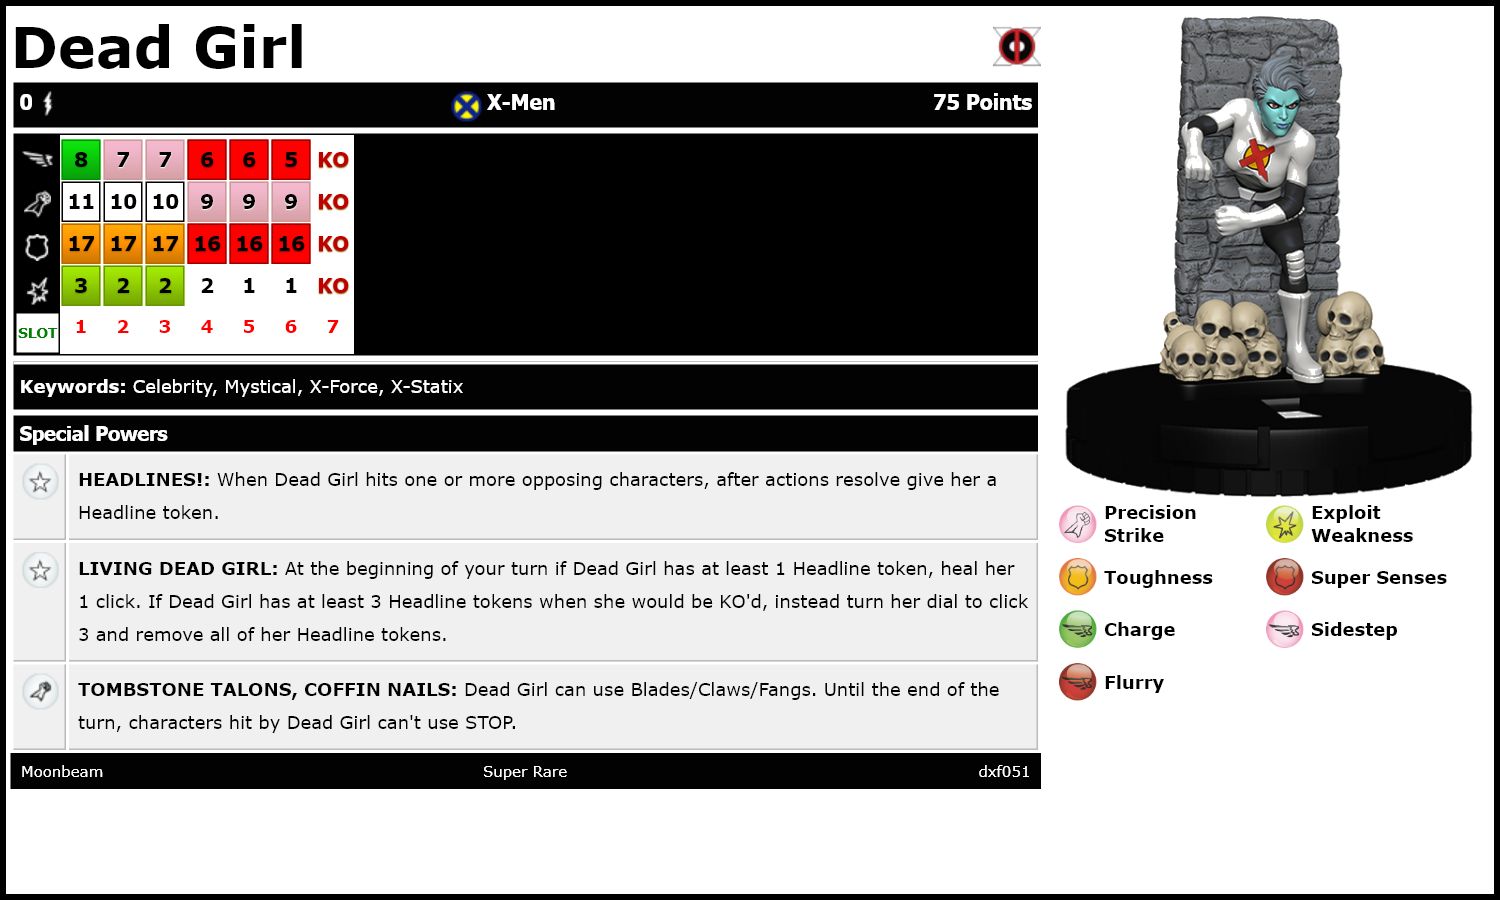 Dead Girl
0 X-Men 75 Points
8 7 7 6 6 5 KO
11 10 10 9 9 9 KO
17 17 17 16 16 16 KO
3 2 2 2 1 1 KO
SLOT 1 2 3 4 5 6 7
Keywords: Celebrity, Mystical, X-Force, X-Statix
Special Powers
HEADLINES!: When Dead Girl hits one or more opposing characters, after actions resolve give her a
Headline token.
LIVING DEAD GIRL: At the beginning of your turn if Dead Girl has at least 1 Headline token, heal her
1 click. If Dead Girl has at least 3 Headline tokens when she would be KO'd, instead turn her dial to click
3 and remove all of her Headline tokens.
TOMBSTONE TALONS, COFFIN NAILS: Dead Girl can use Blades/Claws/Fangs. Until the end of the
turn, characters hit by Dead Girl can't use STOP.
Moonbeam Super Rare dxf051
Precision
Strike
Exploit
Weakness
Toughness
Super Senses
Charge
Sidestep
Flurry